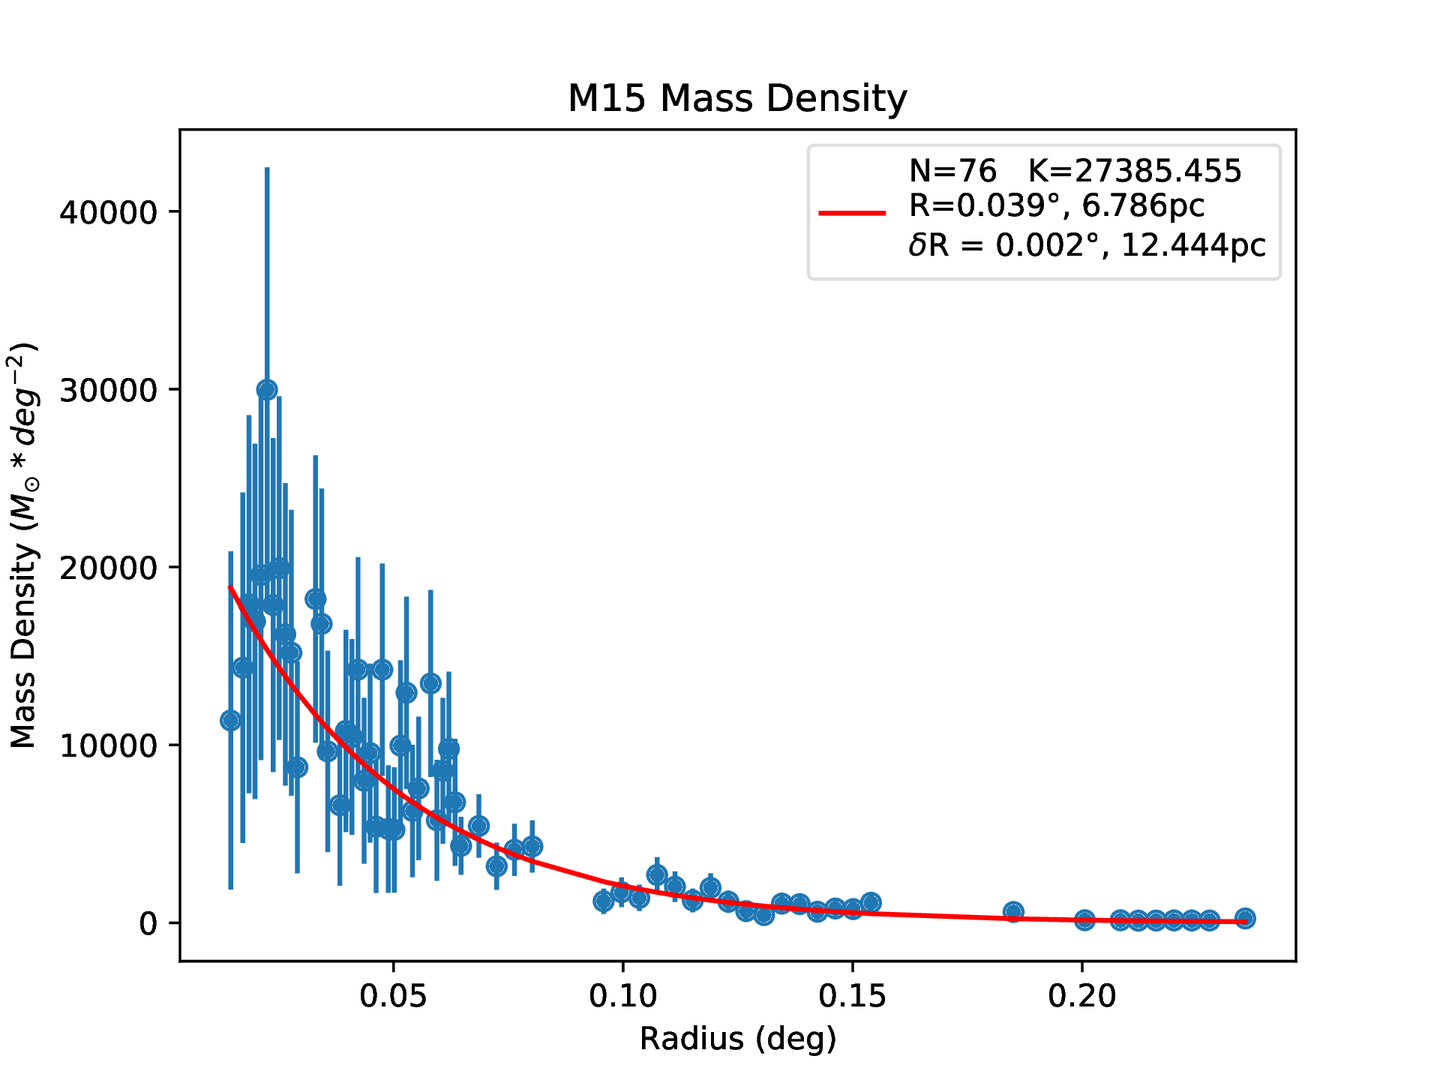 M15 Mass Density
N=76 K=27385.455
R=0.039°, 6.786pc
δR = 0.002°, 12.444pc
Mass Density (M⊙ * deg⁻²)
40000
30000
20000
10000
0
0.05 0.10 0.15 0.20
Radius (deg)